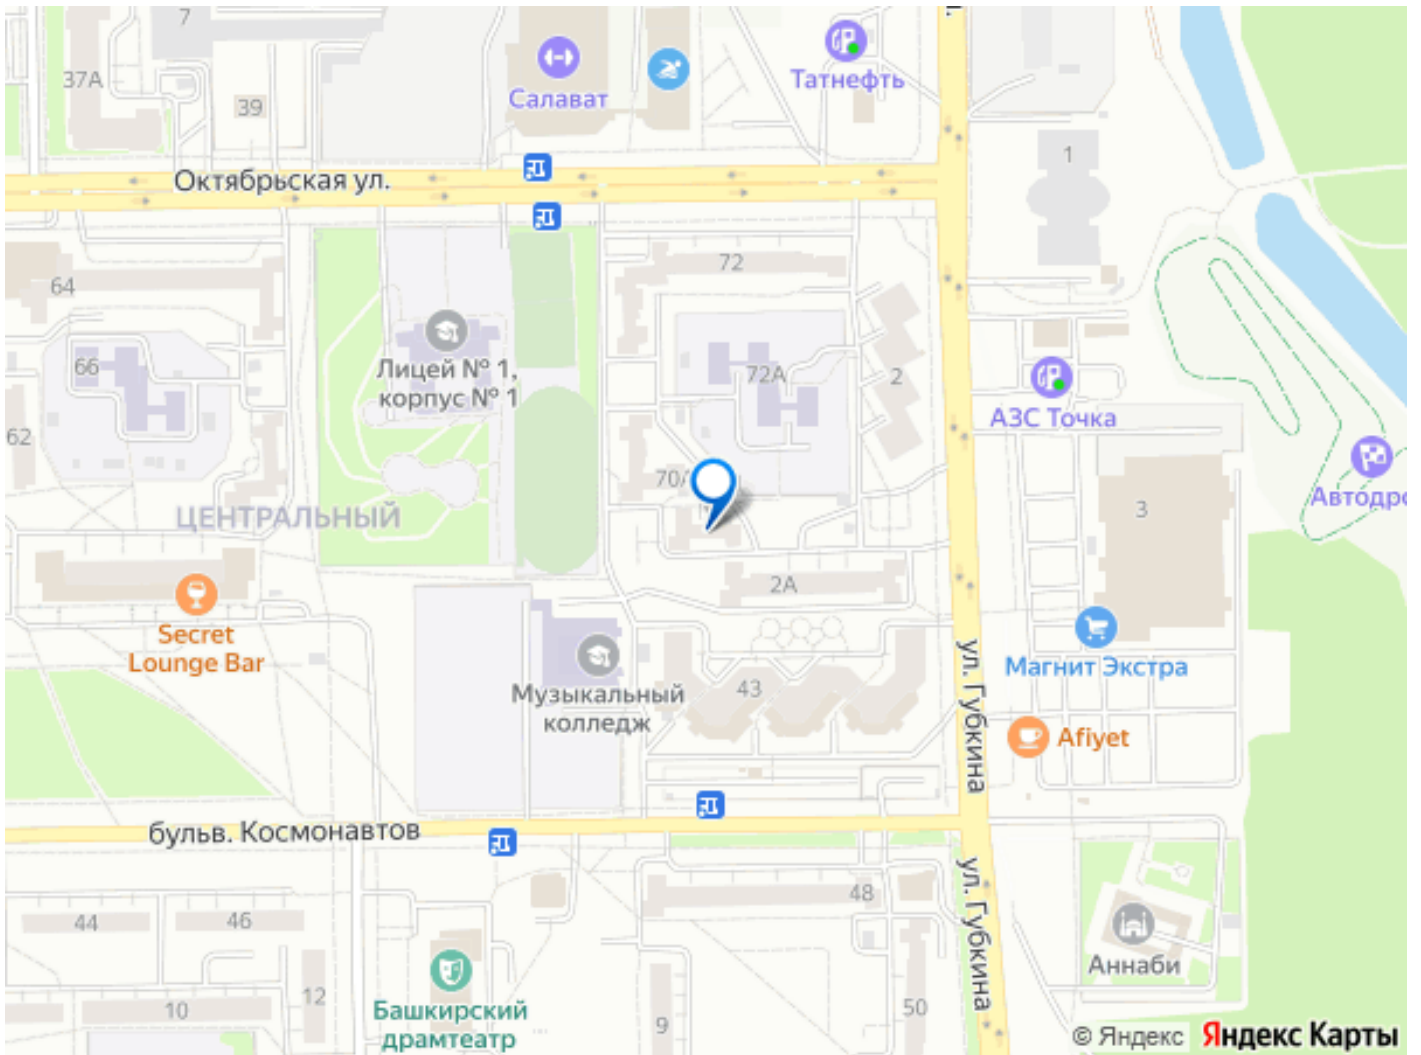 7
37А
39
Салават
Татнефть
1
Октябрьская ул.
64
72
66
Лицей № 1,
корпус № 1
72А
2
АЗС Точка
62
70А
ЦЕНТРАЛЬНЫЙ
3
Автодро
2А
Secret
Lounge Bar
Музыкальный
колледж
43
ул. Губкина
Магнит Экстра
Afiyet
бульв. Космонавтов
ул. Губкина
48
44
46
12
10
Башкирский
драмтеатр
9
50
Аннаби
© Яндекс Яндекс Карты